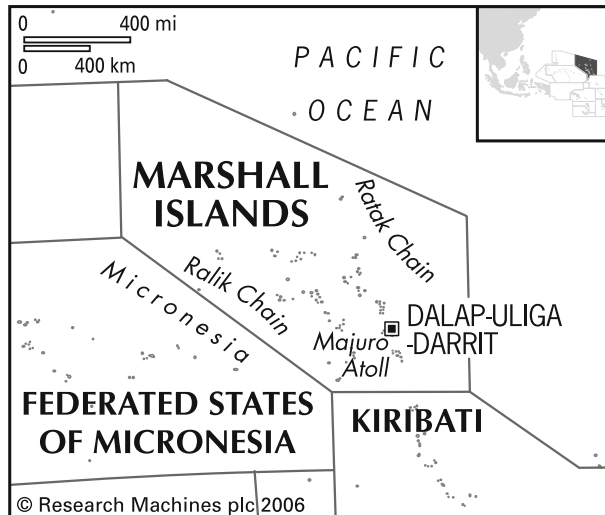 0 400 mi
0 400 km
PACIFIC
OCEAN
MARSHALL
ISLANDS
Ratak Chain
Ralik Chain
Micronesia
DALAP-ULIGA
-DARRIT
Majuro
Atoll
FEDERATED STATES
OF MICRONESIA
KIRIBATI
© Research Machines plc 2006